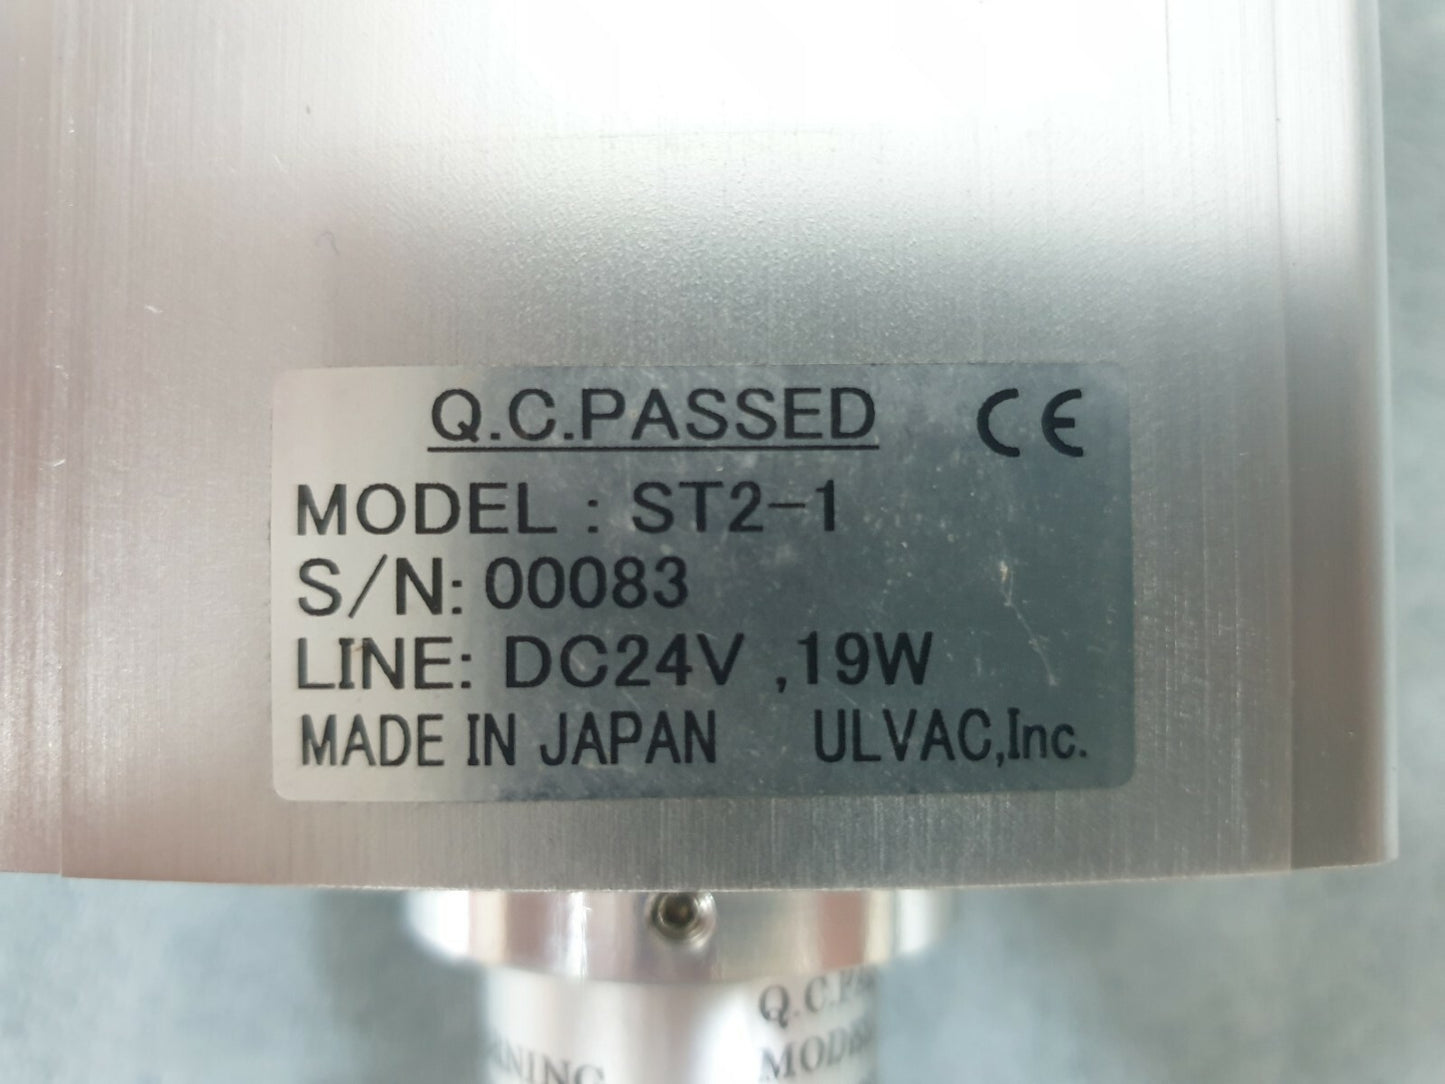 Q.C.PASSED CE
MODEL : ST2-1
S/N: 00083
LINE: DC24V ,19W
MADE IN JAPAN ULVAC,Inc.